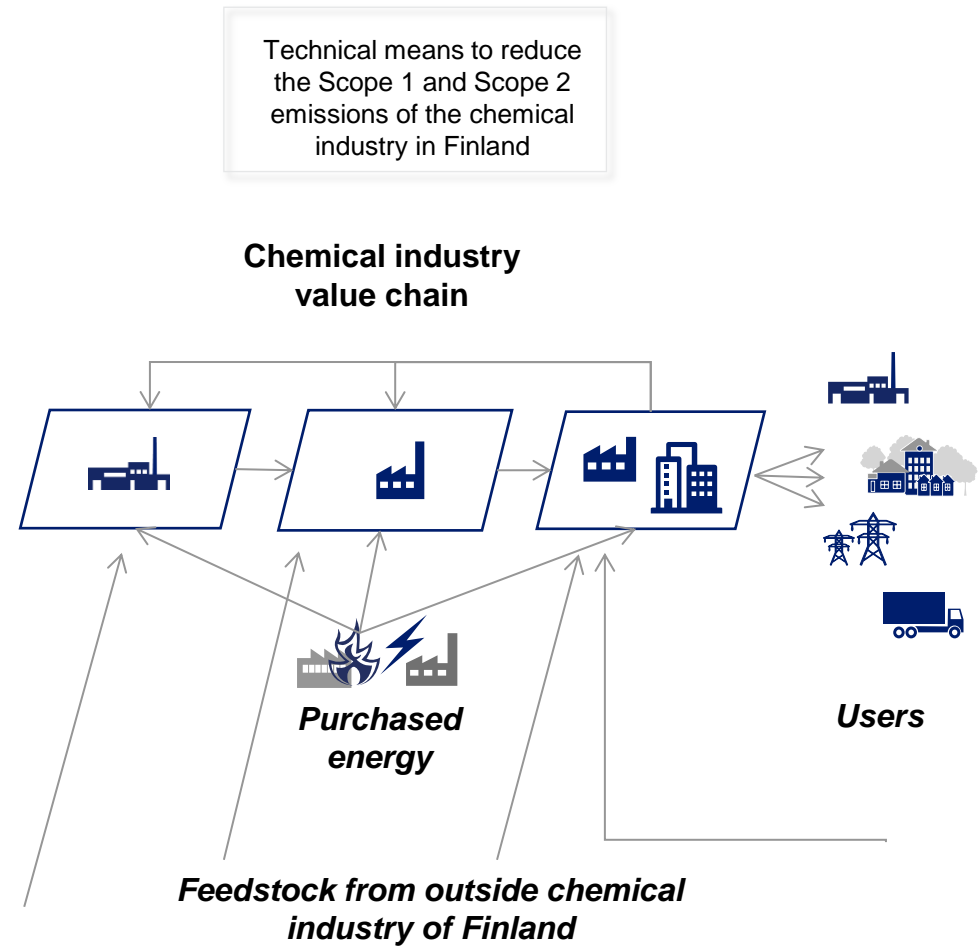 Technical means to reduce
the Scope 1 and Scope 2
emissions of the chemical
industry in Finland
Chemical industry
value chain
Purchased
energy
Users
Feedstock from outside chemical
industry of Finland